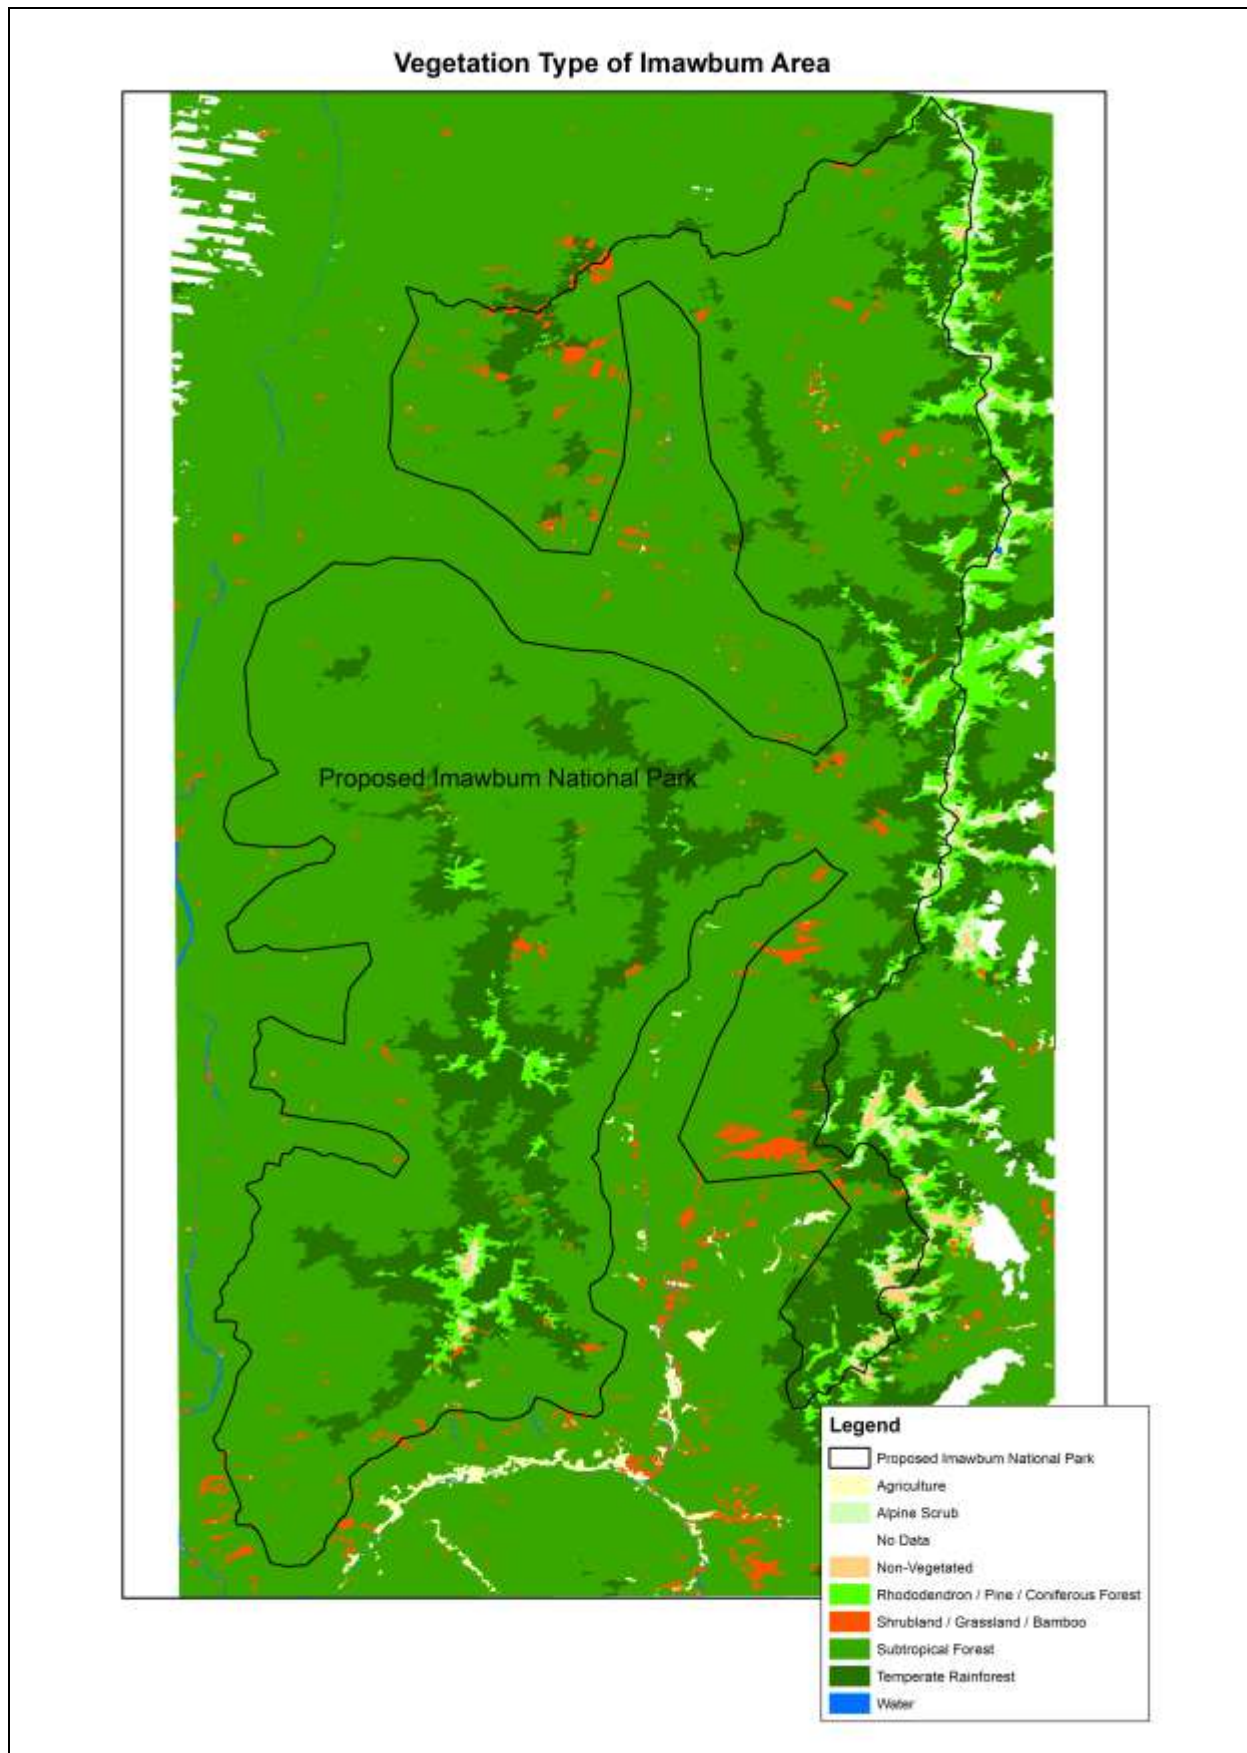 Vegetation Type of Imawbum Area
Proposed Imawbum National Park
Legend
Proposed Imawbum National Park
Agriculture
Alpine Scrub
No Data
Non-Vegetated
Rhododendron / Pine / Coniferous Forest
Shrubland / Grassland / Bamboo
Subtropical Forest
Temperate Rainforest
Water